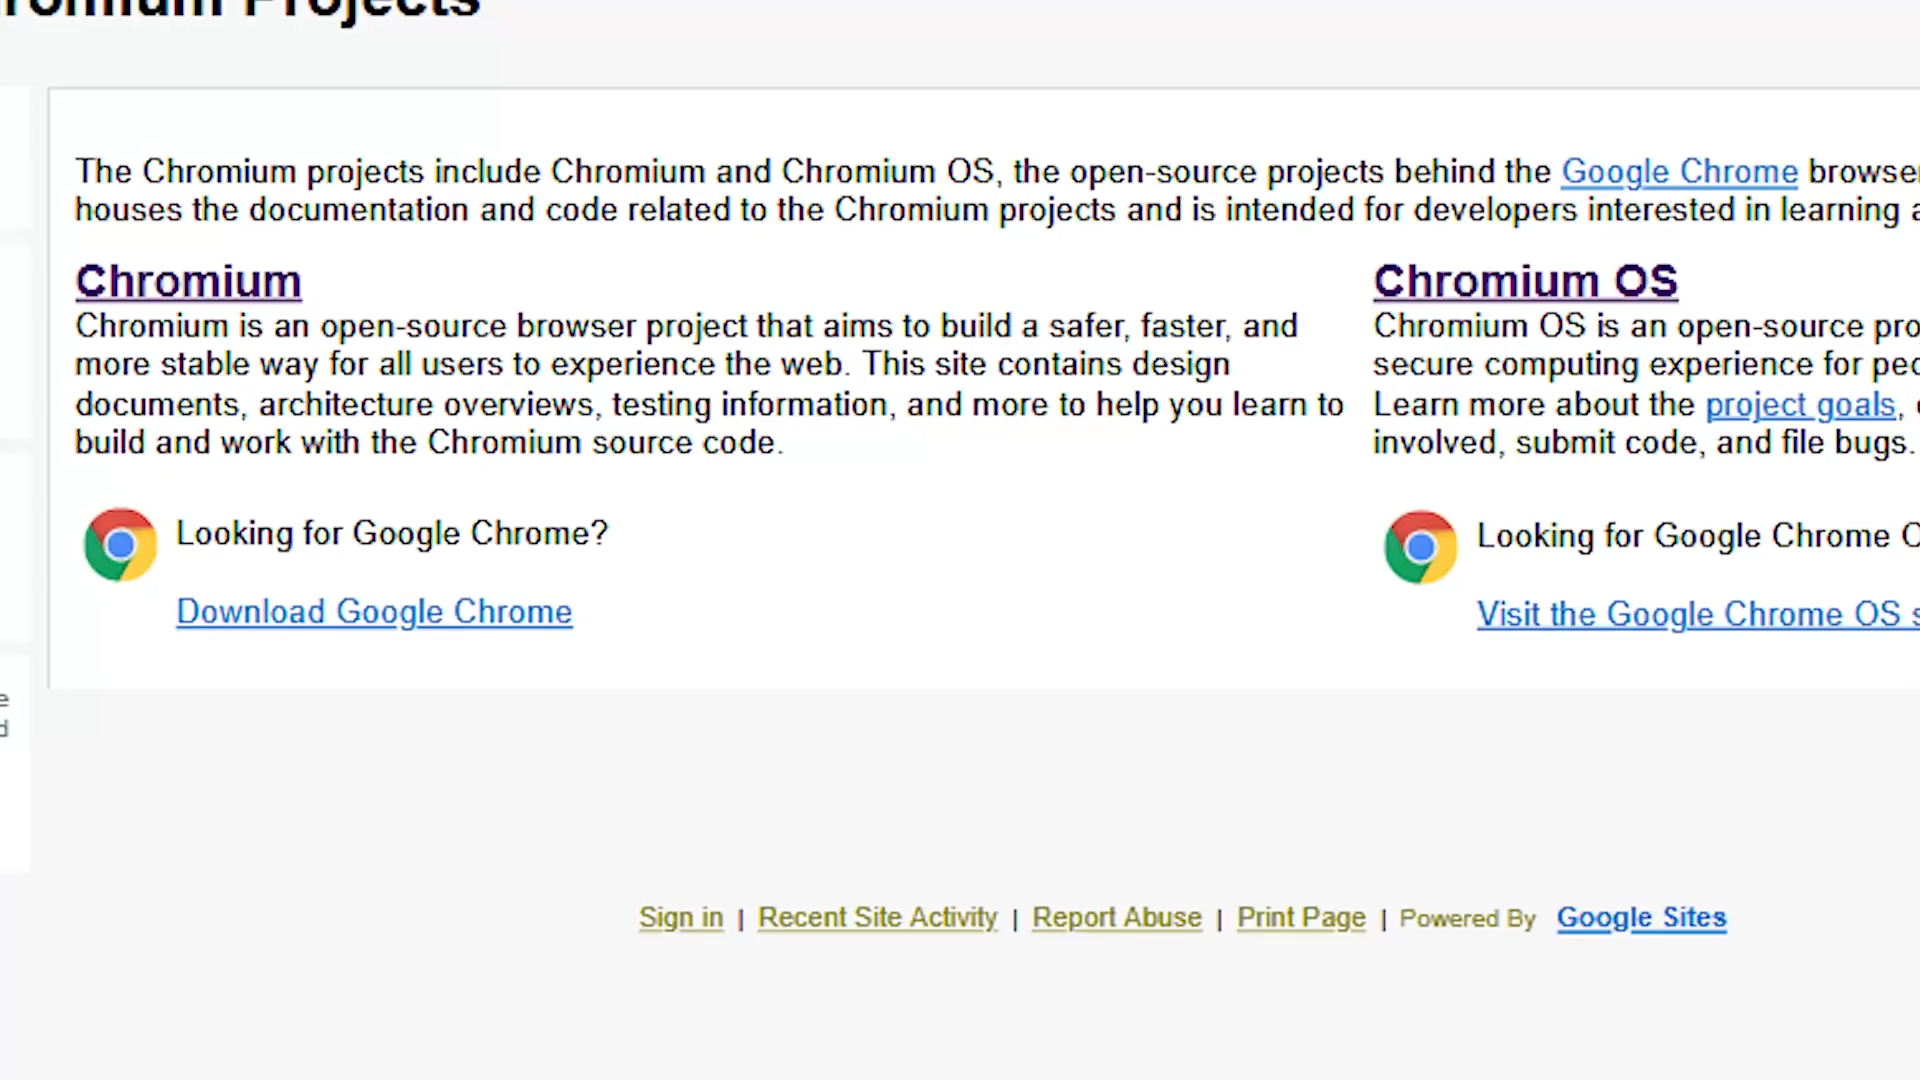 Projects
The Chromium projects include Chromium and Chromium OS, the open-source projects behind the Google Chrome
houses the documentation and code related to the Chromium projects and is intended for developers interested in learning
Chromium
Chromium is an open-source browser project that aims to build a safer, faster, and
more stable way for all users to experience the web. This site contains design
documents, architecture overviews, testing information, and more to help you learn to
build and work with the Chromium source code.
Looking for Google Chrome?
Download Google Chrome
Chromium OS
Chromium OS is an open-source
secure computing experience for
Learn more about the project goals,
involved, submit code, and file bugs.
Looking for Google Chrome
Visit the Google Chrome OS
Sign in | Recent Site Activity | Report Abuse | Print Page | Powered By Google Sites